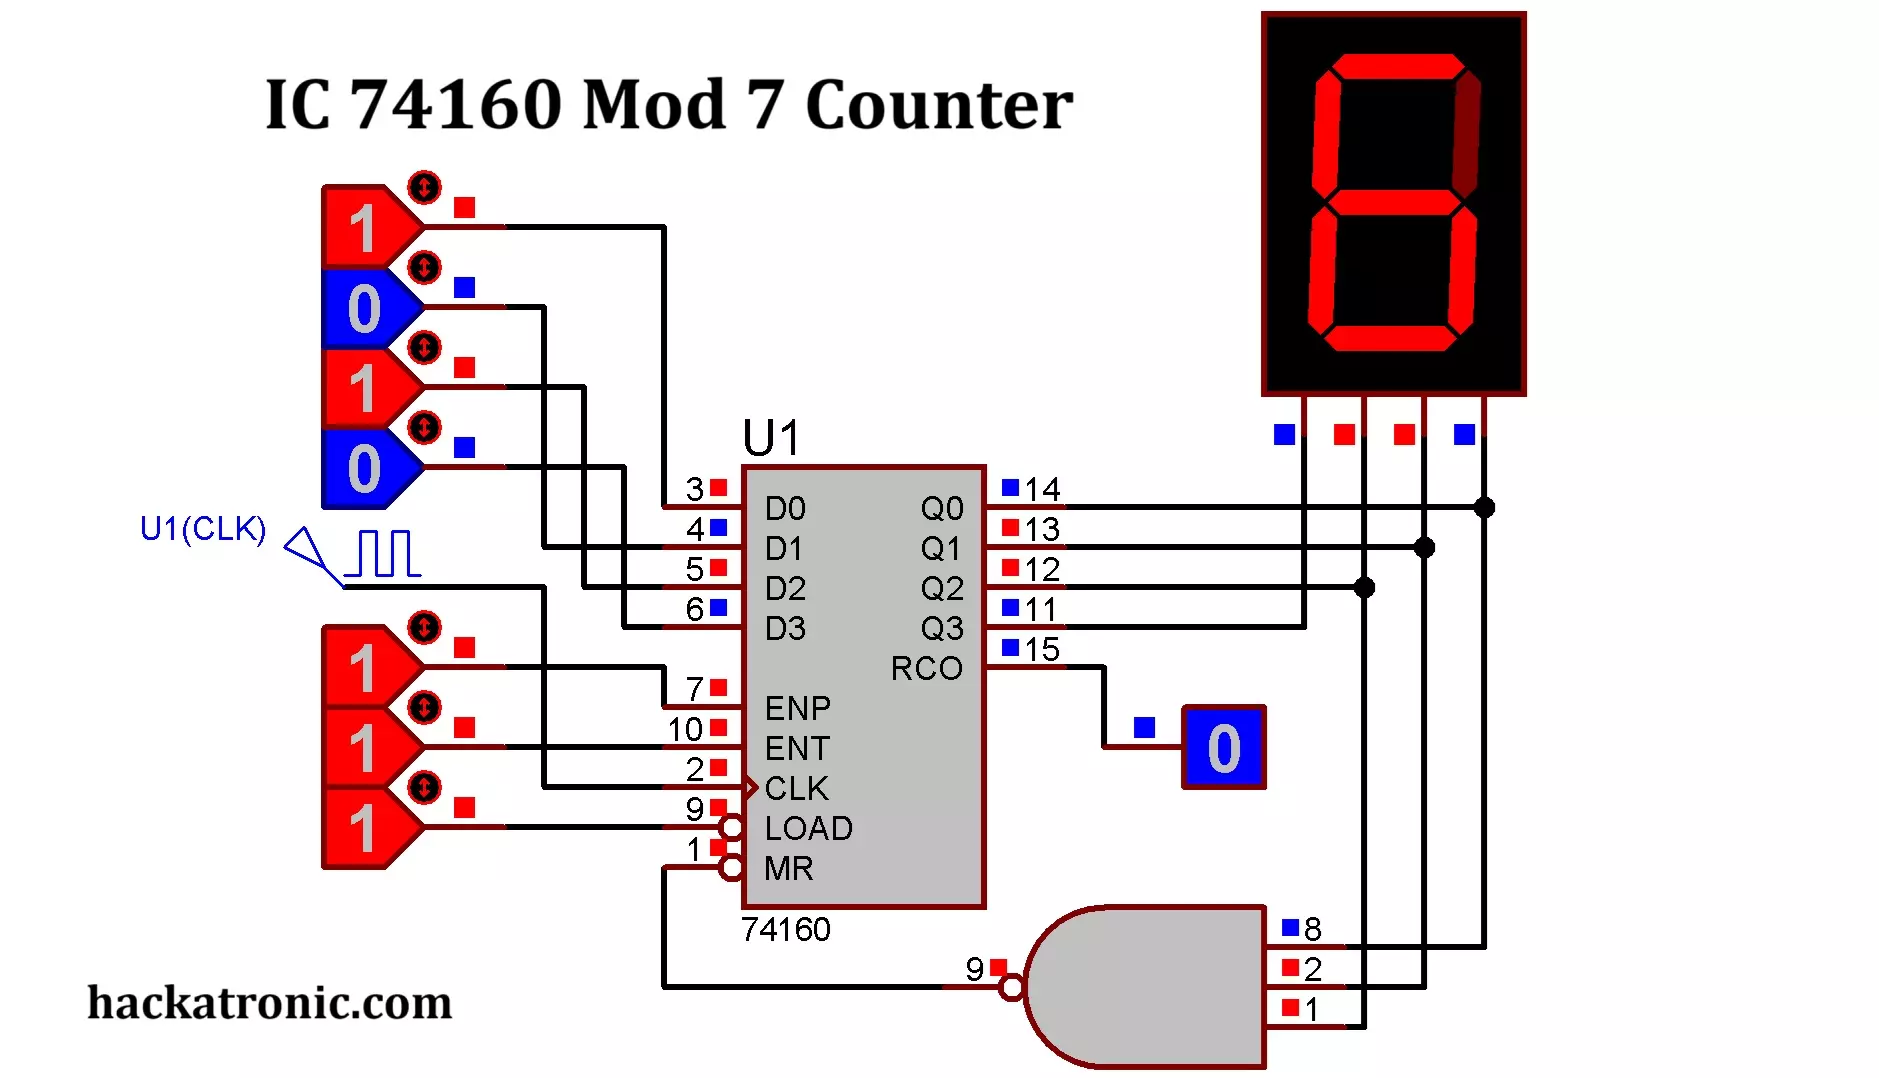 IC 74160 Mod 7 Counter
1
0
1
0
U1(CLK)
1
1
1
U1
3 D0 Q0 14
4 D1 Q1 13
5 D2 Q2 12
6 D3 Q3 11
RCO 15
7 ENP
10 ENT
2 CLK
9 LOAD
1 MR
74160
0
6
9
8
2
1
hackatronic.com